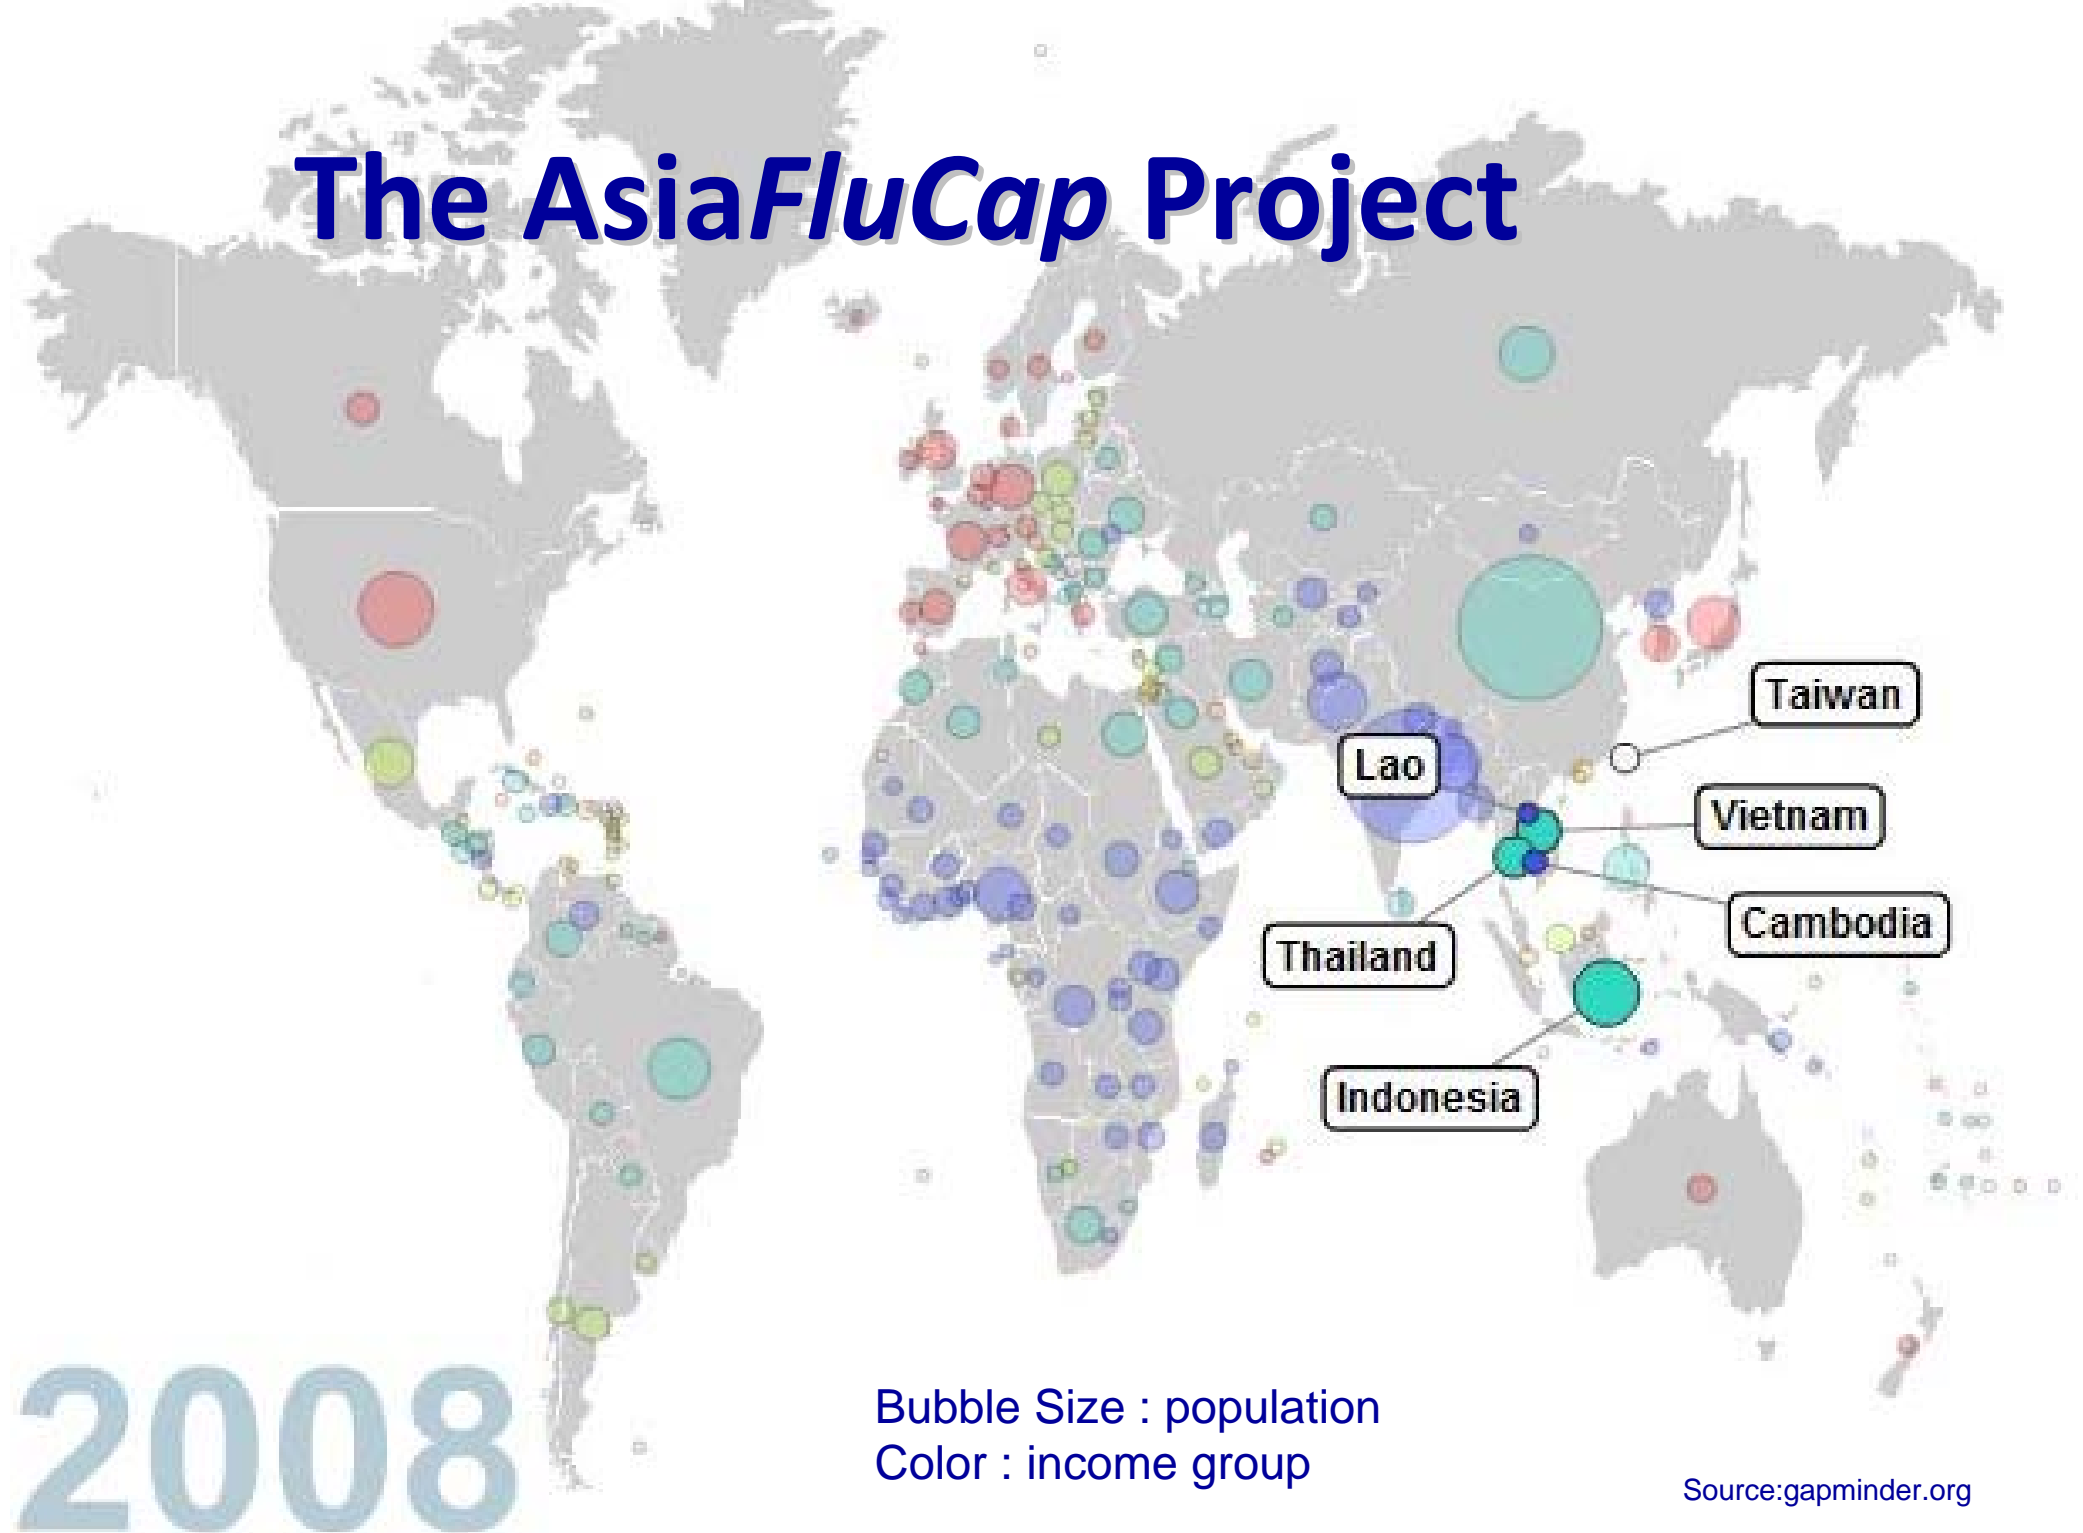 The AsiaFluCap Project
Taiwan
Lao
Vietnam
Cambodia
Thailand
Indonesia
2008
Bubble Size : population
Color : income group
Source:gapminder.org